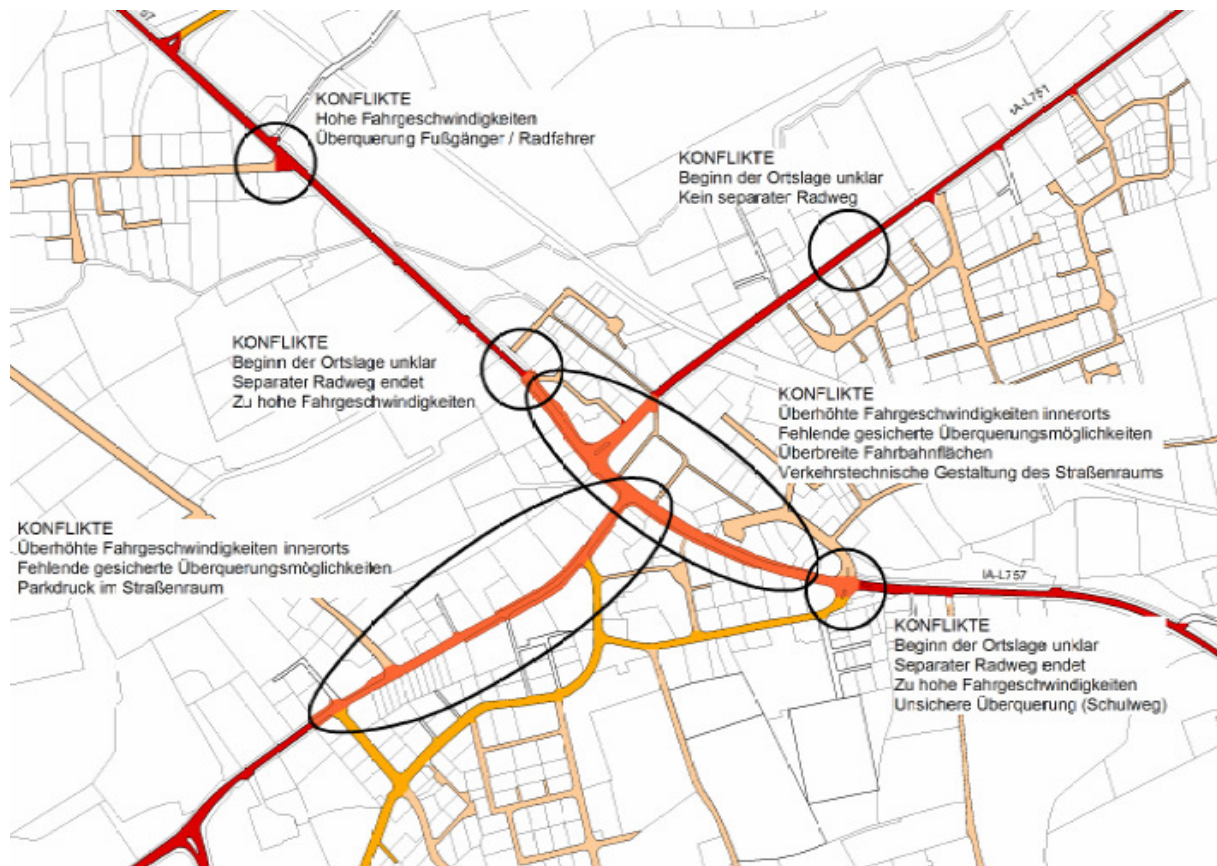 KONFLIKTE
Hohe Fahrgeschwindigkeiten
Überquerung Fußgänger / Radfahrer
KONFLIKTE
Beginn der Ortslage unklar
Kein separater Radweg
KONFLIKTE
Beginn der Ortslage unklar
Separater Radweg endet
Zu hohe Fahrgeschwindigkeiten
KONFLIKTE
Überhöhte Fahrgeschwindigkeiten innerorts
Fehlende gesicherte Überquerungsmöglichkeiten
Überbreite Fahrbahnflächen
Verkehrstechnische Gestaltung des Straßenraums
KONFLIKTE
Überhöhte Fahrgeschwindigkeiten innerorts
Fehlende gesicherte Überquerungsmöglichkeiten
Parkdruck im Straßenraum
IA-L757
KONFLIKTE
Beginn der Ortslage unklar
Separater Radweg endet
Zu hohe Fahrgeschwindigkeiten
Unsichere Überquerung (Schulweg)